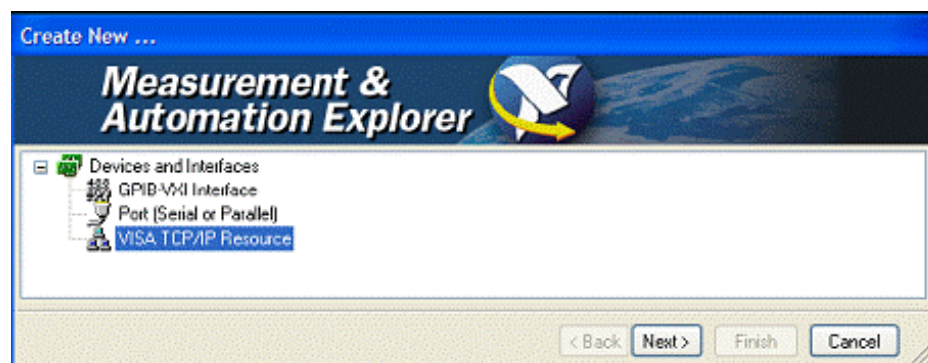 Create New ...
Measurement &
Automation Explorer
Devices and Interfaces
GPIB-VXI Interface
Port (Serial or Parallel)
VISA TCP/IP Resource
< Back Next > Finish Cancel